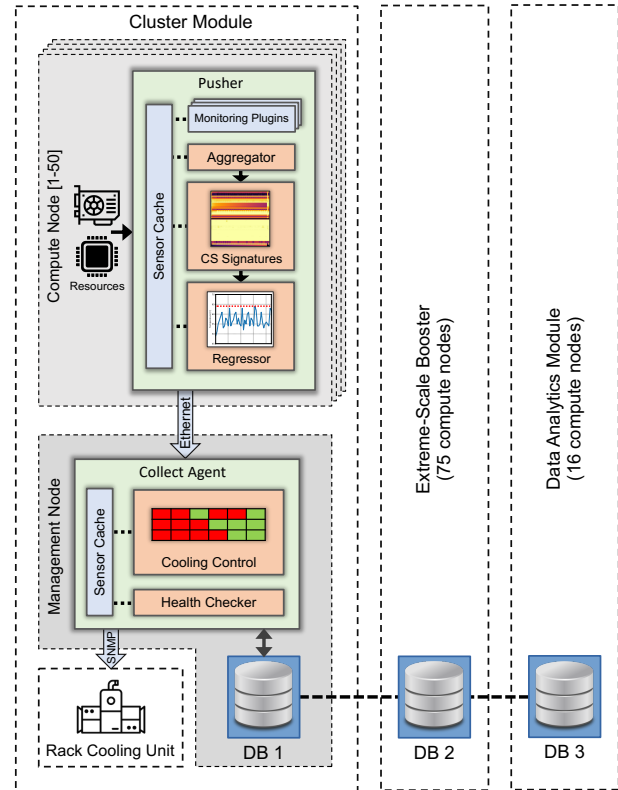 Cluster Module
Pusher
Monitoring Plugins
Aggregator
CS Signatures
Regressor
Sensor Cache
Compute Node [1-50]
Resources
Ethernet
Collect Agent
Management Node
Sensor Cache
Cooling Control
Health Checker
SNMP
Rack Cooling Unit
DB 1
Extreme-Scale Booster
(75 compute nodes)
DB 2
Data Analytics Module
(16 compute nodes)
DB 3